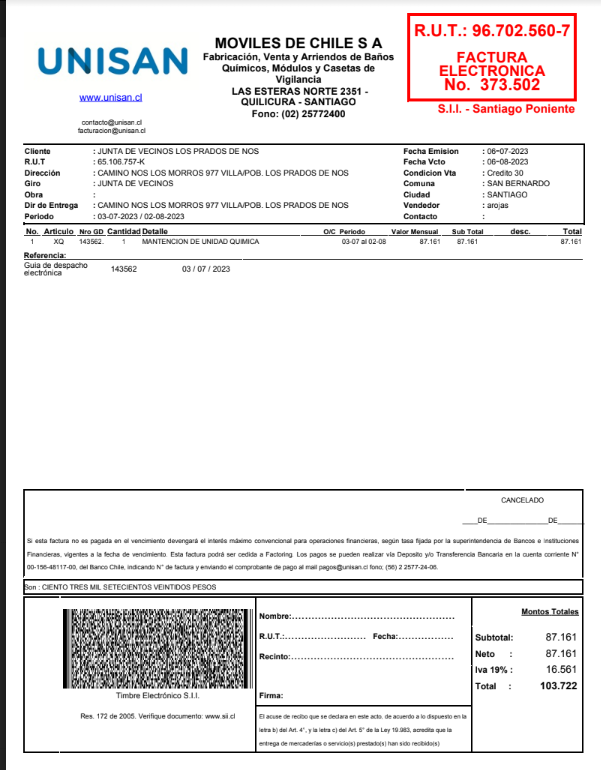 UNISAN
www.unisan.cl
contacto@unisan.cl
facturacion@unisan.cl
MOVILES DE CHILE S A
Fabricación, Venta y Arriendos de Baños
Químicos, Módulos y Casetas de
Vigilancia
LAS ESTERAS NORTE 2351 -
QUILICURA - SANTIAGO
Fono: (02) 25772400
R.U.T.: 96.702.560-7
FACTURA
ELECTRONICA
No. 373.502
S.I.I. - Santiago Poniente
Cliente : JUNTA DE VECINOS LOS PRADOS DE NOS Fecha Emision : 06-07-2023
R.U.T : 65.106.757-K Fecha Vcto : 06-08-2023
Dirección : CAMINO NOS LOS MORROS 977 VILLA/POB. LOS PRADOS DE NOS Condicion Vta : Credito 30
Giro : JUNTA DE VECINOS Comuna : SAN BERNARDO
Obra : Ciudad : SANTIAGO
Dir de Entrega : CAMINO NOS LOS MORROS 977 VILLA/POB. LOS PRADOS DE NOS Vendedor : arojas
Periodo : 03-07-2023 / 02-08-2023 Contacto :
No. Articulo Nro GD Cantidad Detalle O/C Periodo Valor Mensual Sub Total desc. Total
1 XQ 143562. 1 MANTENCION DE UNIDAD QUIMICA 03-07 al 02-08 87.161 87.161 87.161
Referencia:
Guia de despacho electrónica 143562 03 / 07 / 2023
CANCELADO
____DE______________DE______
Si esta factura no es pagada en el vencimiento devengará el interés máximo convencional para operaciones financieras, según tasa fijada por la superintendencia de Bancos e Instituciones
Financieras, vigentes a la fecha de vencimiento. Esta factura podrá ser cedida a Factoring. Los pagos se pueden realizar vía Deposito y/o Transferencia Bancaria en la cuenta corriente N°
00-156-48117-00, del Banco Chile, indicando N° de factura y enviando el comprobante de pago al mail pagos@unisan.cl fono; (56) 2 2577-24-06.
Son : CIENTO TRES MIL SETECIENTOS VEINTIDOS PESOS
Timbre Electrónico S.I.I.
Res. 172 de 2005. Verifique documento: www.sii.cl
Nombre:..................................................
R.U.T.:......................... Fecha:.................
Recinto:..................................................
Firma:
El acuse de recibo que se declara en este acto, de acuerdo a lo dispuesto en la
letra b) del Art. 4°, y la letra c) del Art. 5° de la Ley 19.983, acredita que la
entrega de mercaderías o servicio(s) prestado(s) han sido recibido(s)
Montos Totales
Subtotal: 87.161
Neto : 87.161
Iva 19% : 16.561
Total : 103.722